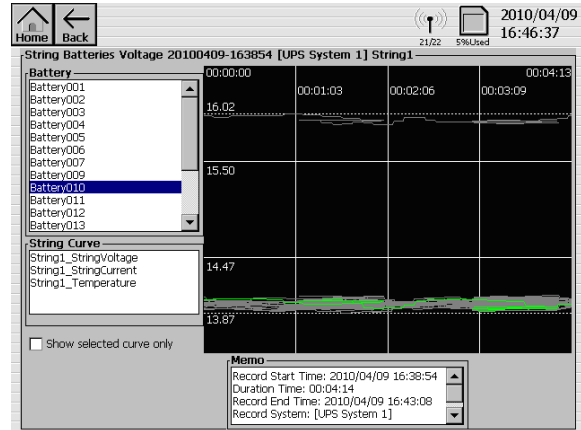 Home
Back
21/22
5%Used
2010/04/09
16:46:37
String Batteries Voltage 20100409-163854 [UPS System 1] String1
Battery
Battery001
Battery002
Battery003
Battery004
Battery005
Battery006
Battery007
Battery009
Battery010
Battery011
Battery012
Battery013
String Curve
String1_StringVoltage
String1_StringCurrent
String1_Temperature
Show selected curve only
00:00:00
00:04:13
00:01:03
00:02:06
00:03:09
16.02
15.50
14.47
13.87
Memo
Record Start Time: 2010/04/09 16:38:54
Duration Time: 00:04:14
Record End Time: 2010/04/09 16:43:08
Record System: [UPS System 1]